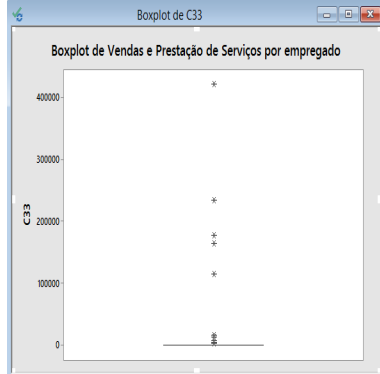 Boxplot de C33
Boxplot de Vendas e Prestação de Serviços por empregado
400000
300000
200000
100000
0
C33